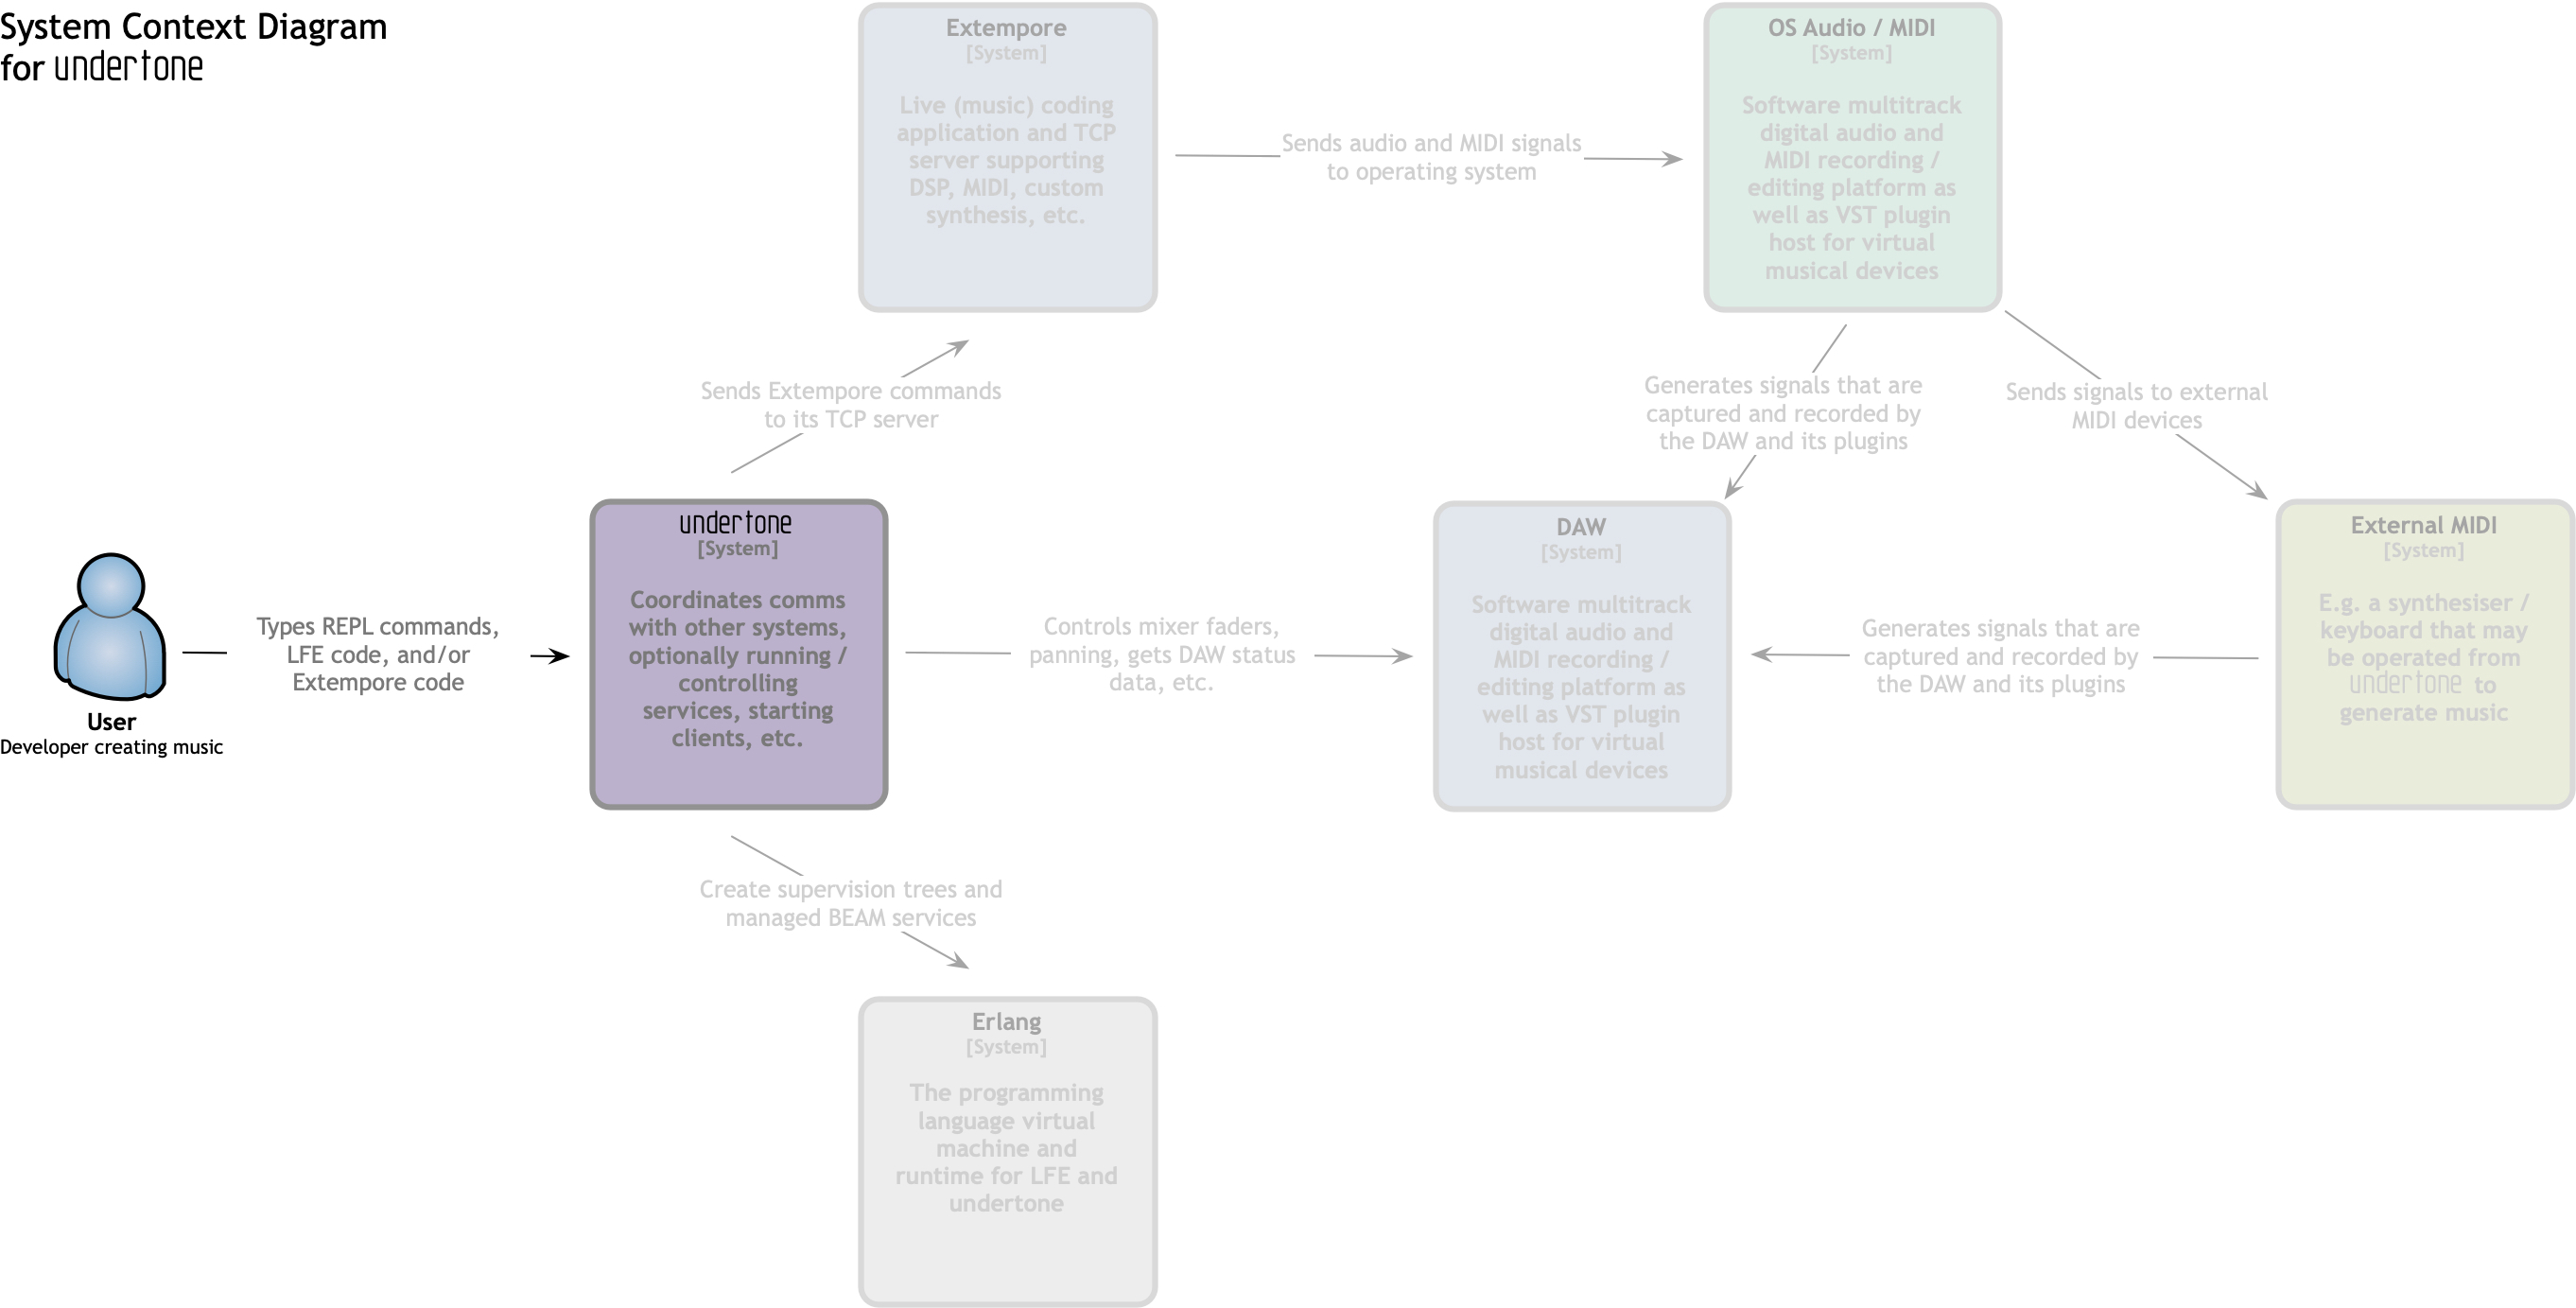 System Context Diagram
for undertone
Extempore
[System]
Live (music) coding
application and TCP
server supporting
DSP, MIDI, custom
synthesis, etc.
Sends audio and MIDI signals
to operating system
OS Audio / MIDI
[System]
Software multitrack
digital audio and
MIDI recording /
editing platform as
well as VST plugin
host for virtual
musical devices
Sends Extempore commands
to its TCP server
Generates signals that are
captured and recorded by
the DAW and its plugins
Sends signals to external
MIDI devices
User
Developer creating music
Types REPL commands,
LFE code, and/or
Extempore code
undertone
[System]
Coordinates comms
with other systems,
optionally running /
controlling
services, starting
clients, etc.
Controls mixer faders,
panning, gets DAW status
data, etc.
DAW
[System]
Software multitrack
digital audio and
MIDI recording /
editing platform as
well as VST plugin
host for virtual
musical devices
Generates signals that are
captured and recorded by
the DAW and its plugins
External MIDI
[System]
E.g. a synthesiser /
keyboard that may
be operated from
undertone to
generate music
Create supervision trees and
managed BEAM services
Erlang
[System]
The programming
language virtual
machine and
runtime for LFE and
undertone